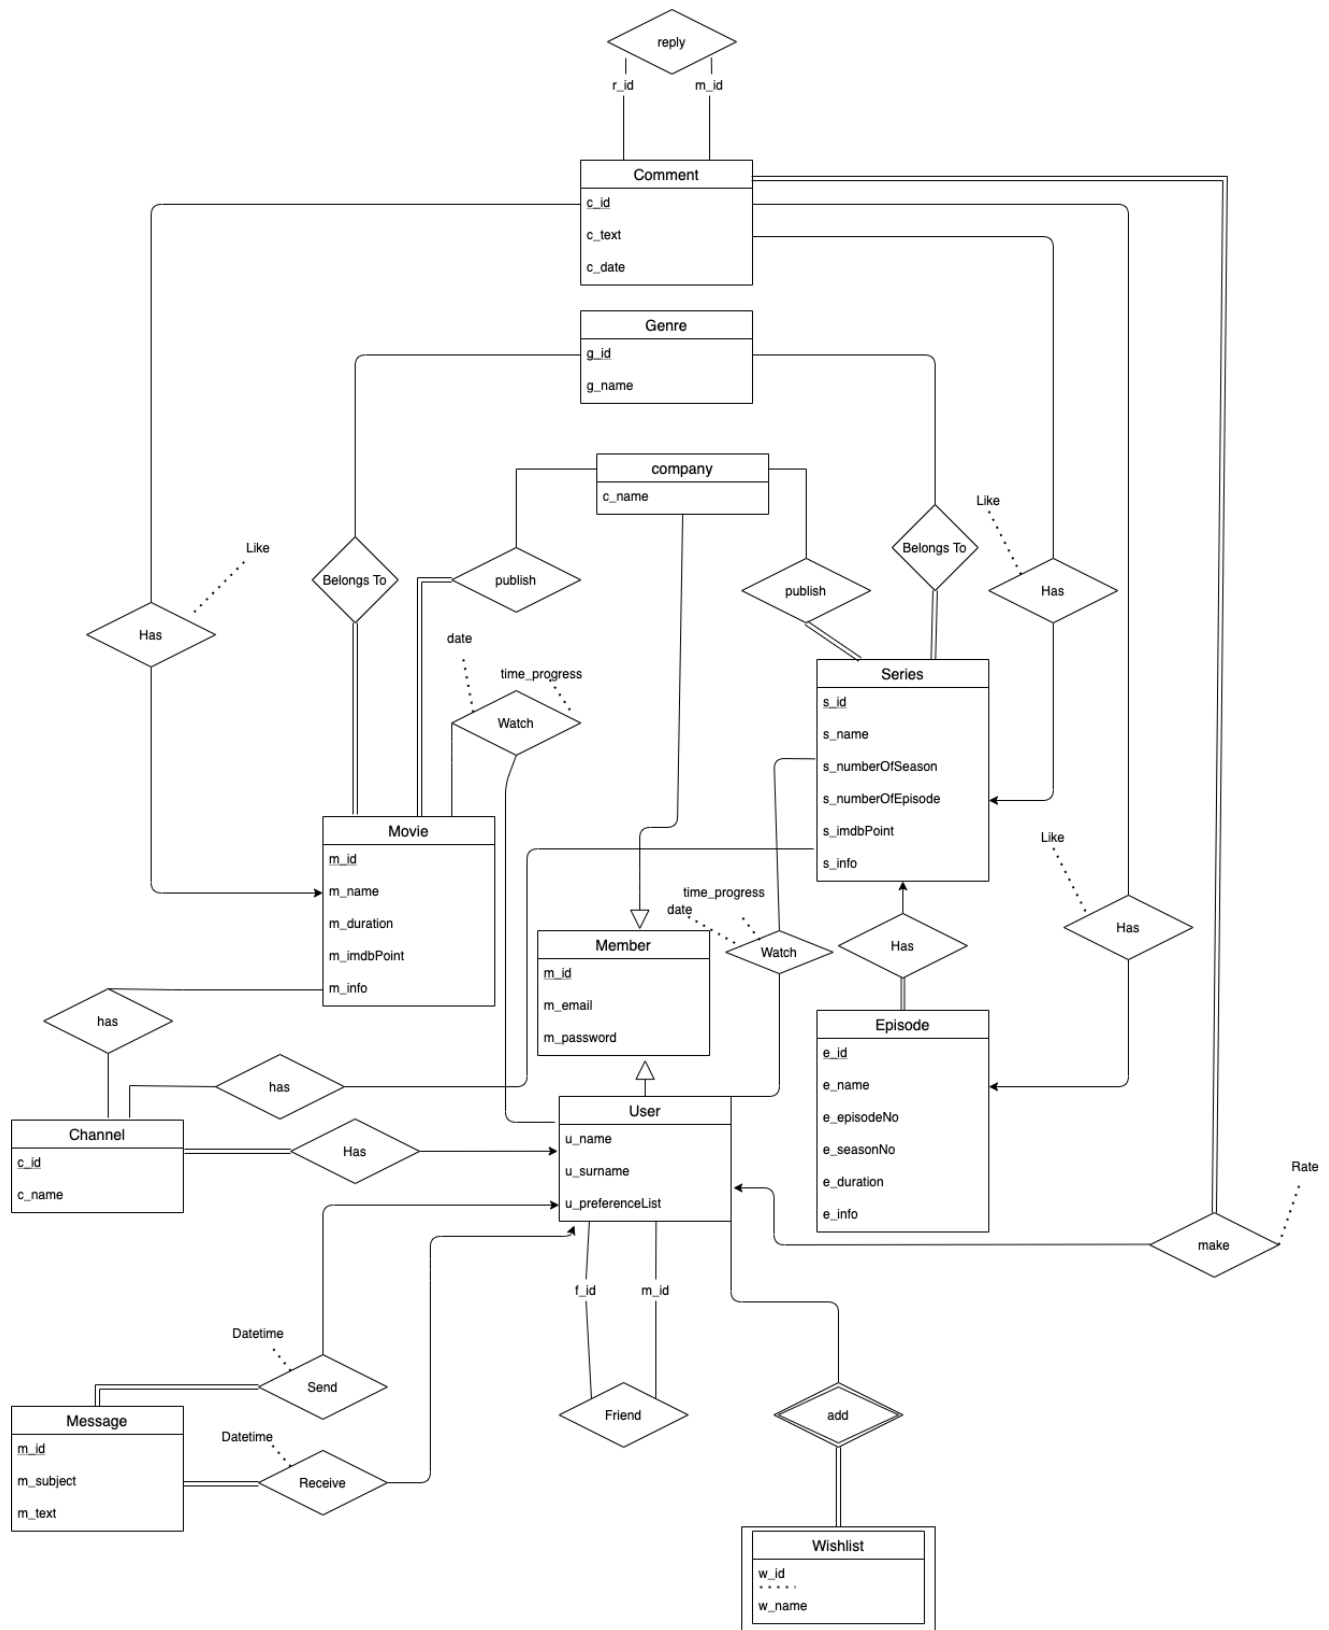 reply
r_id
m_id
Comment
c_id
c_text
c_date
Genre
g_id
g_name
company
c_name
Like
Like
Belongs To
Belongs To
publish
publish
Has
Has
date
time_progress
Watch
Series
s_id
s_name
s_numberOfSeason
s_numberOfEpisode
s_imdbPoint
s_info
Movie
m_id
m_name
m_duration
m_imdbPoint
m_info
Like
time_progress
date
Watch
Has
Has
Member
m_id
m_email
m_password
has
has
Episode
e_id
e_name
e_episodeNo
e_seasonNo
e_duration
e_info
Channel
c_id
c_name
Has
User
u_name
u_surname
u_preferenceList
Rate
make
f_id
m_id
Datetime
Send
Friend
add
Message
m_id
m_subject
m_text
Datetime
Receive
Wishlist
w_id
w_name